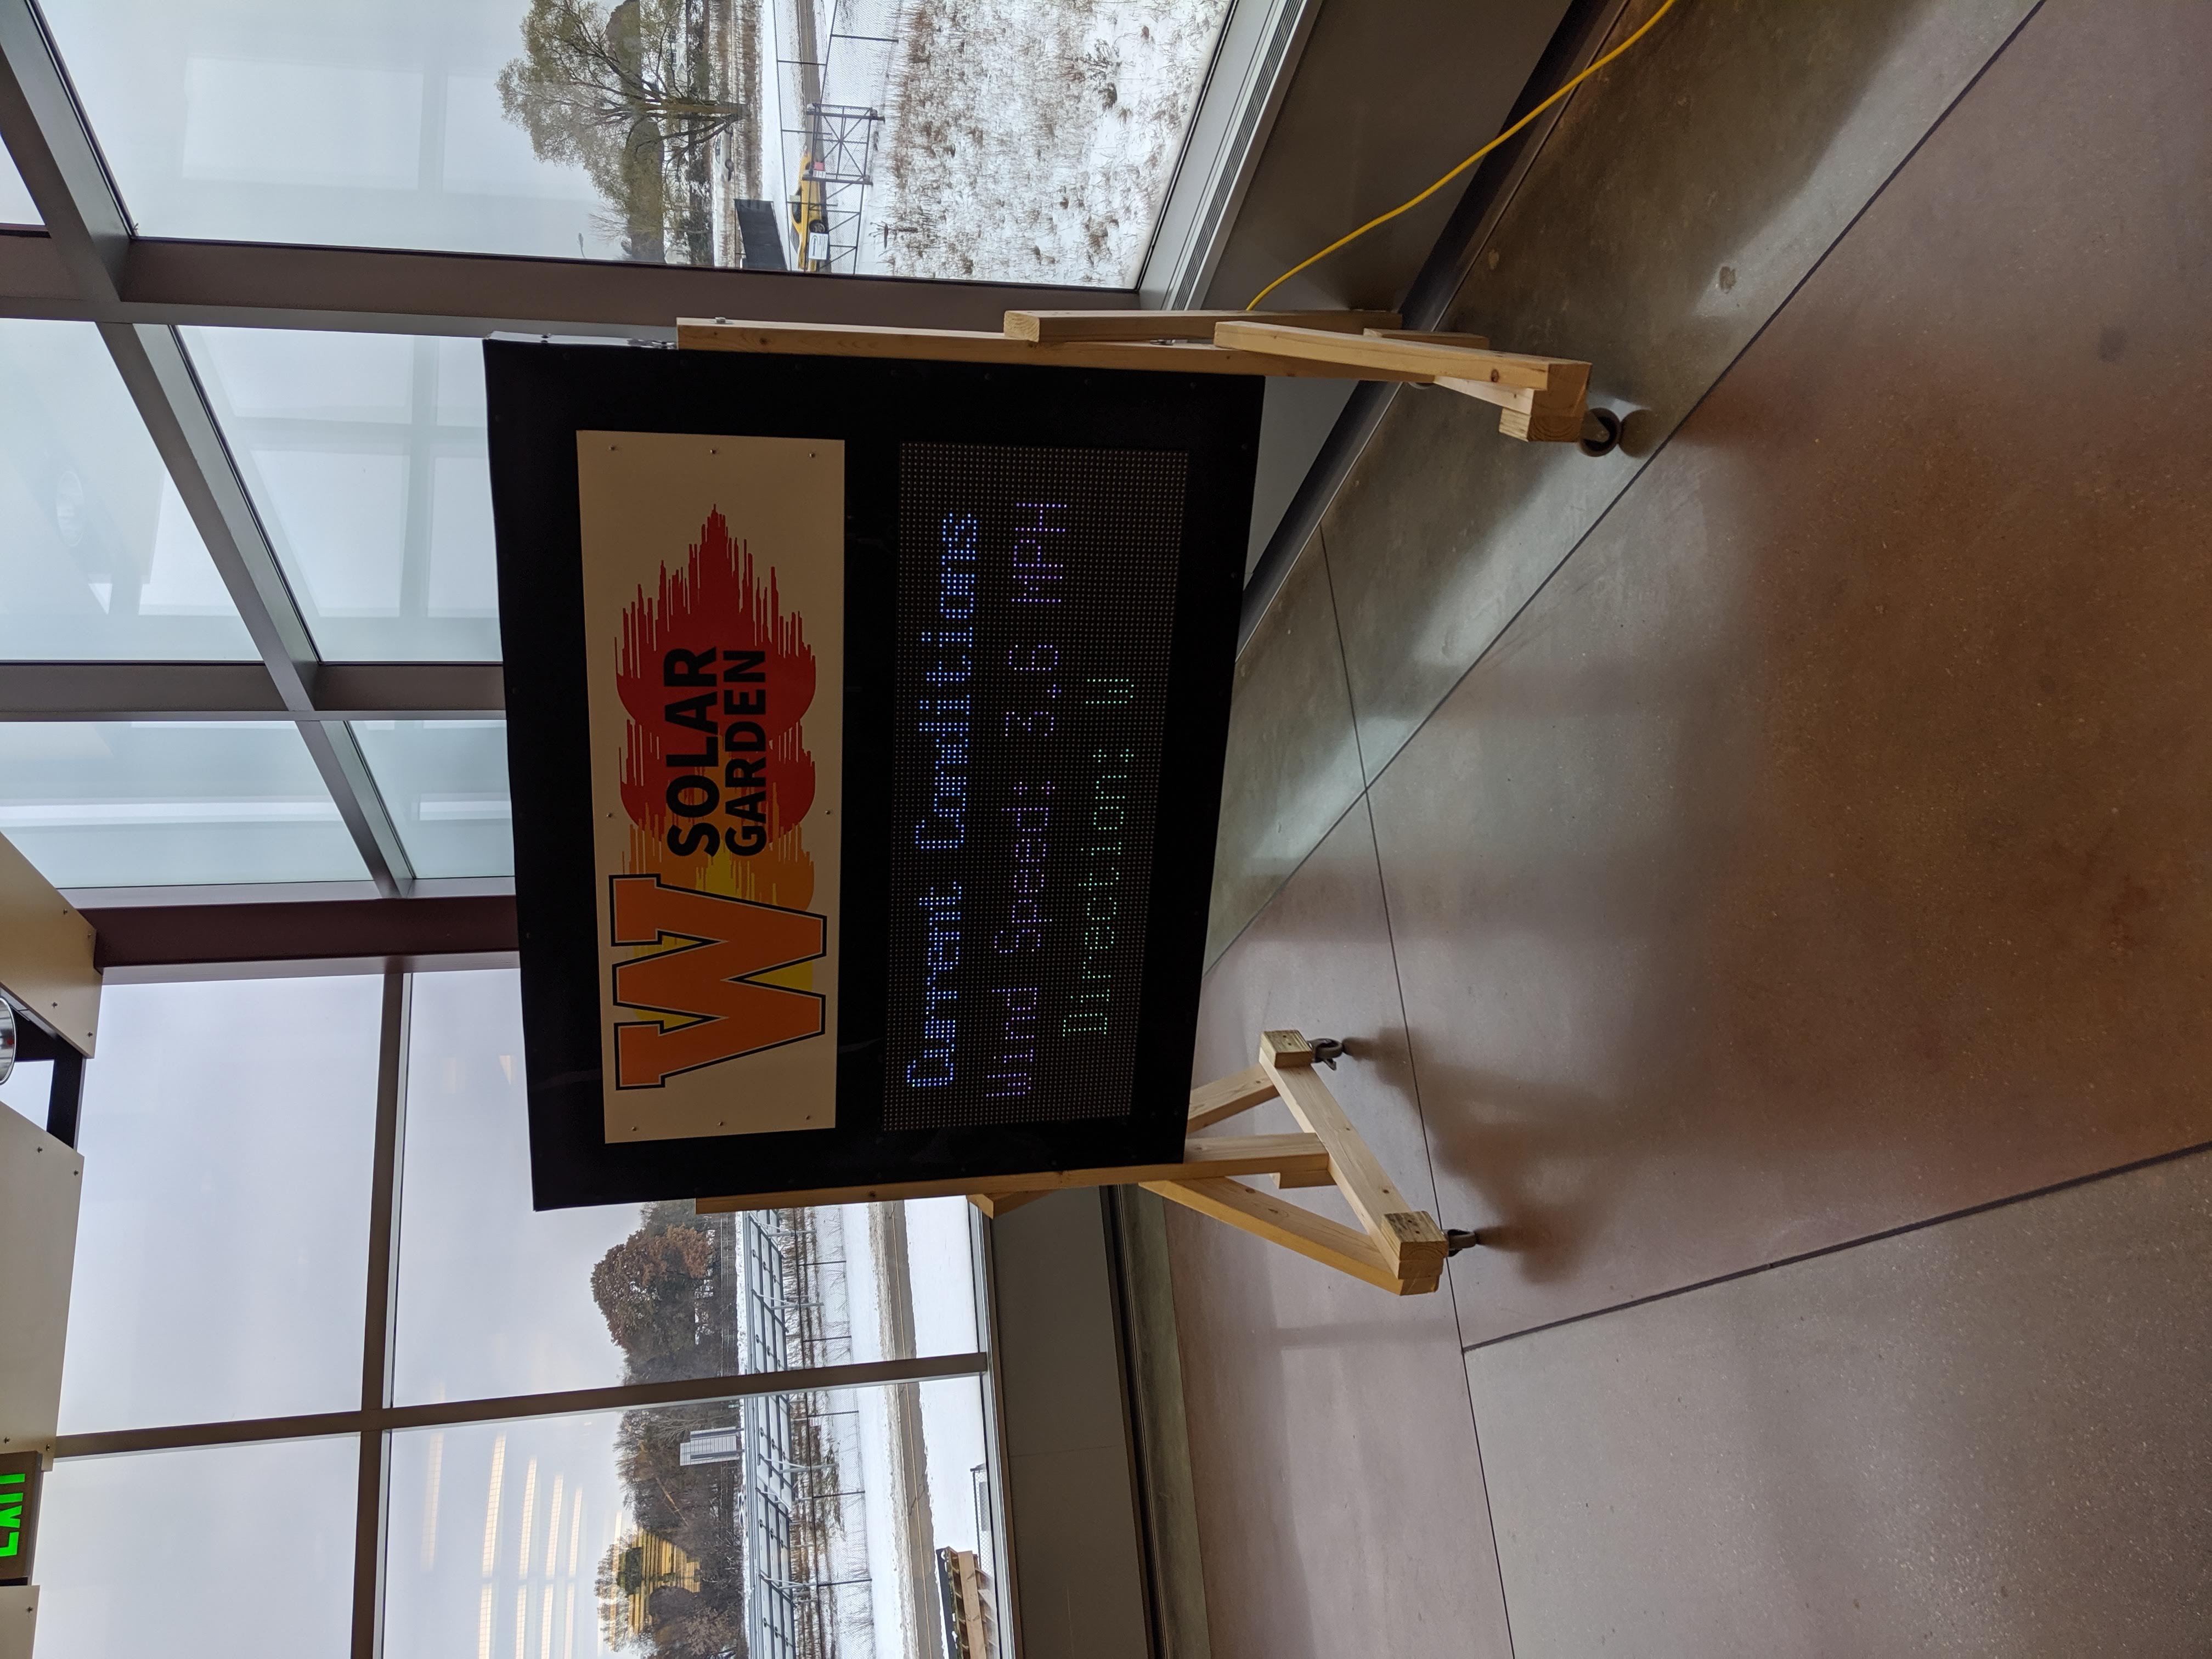 EXIT
W
SOLAR
GARDEN
Current Conditions
Wind Speed: 3.6 MPH
Direction: W